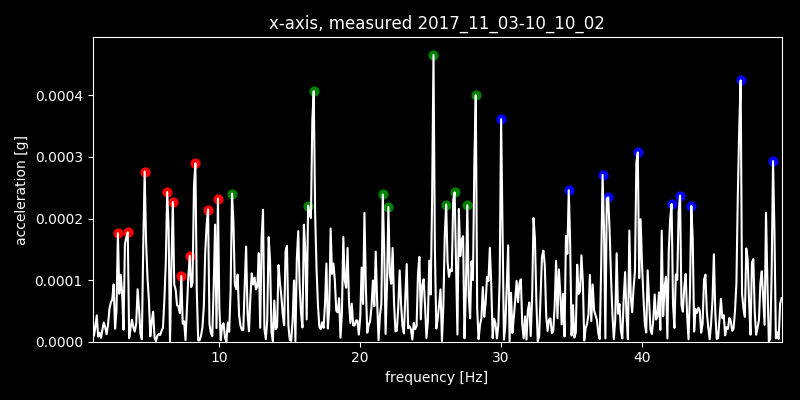 x-axis, measured 2017_11_03-10_10_02
acceleration [g]
0.0004
0.0003
0.0002
0.0001
0.0000
10 20 30 40
frequency [Hz]